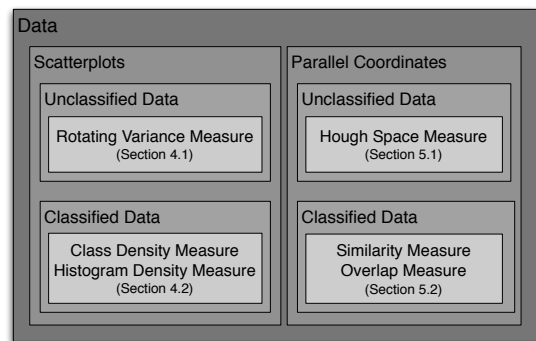 Data
Scatterplots
Unclassified Data
Rotating Variance Measure
(Section 4.1)
Classified Data
Class Density Measure
Histogram Density Measure
(Section 4.2)
Parallel Coordinates
Unclassified Data
Hough Space Measure
(Section 5.1)
Classified Data
Similarity Measure
Overlap Measure
(Section 5.2)